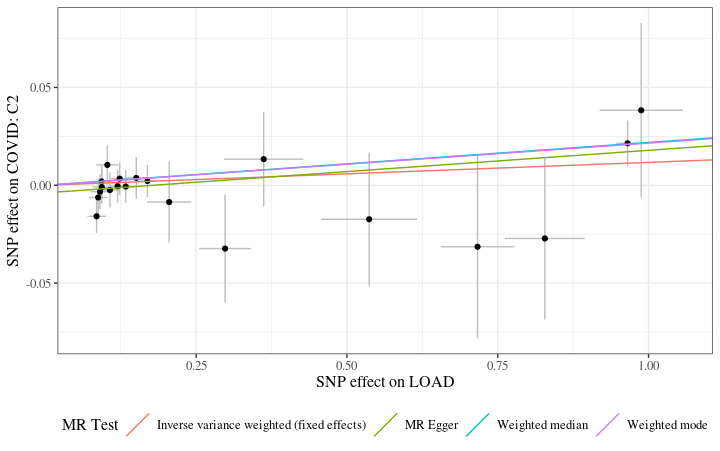 SNP effect on COVID: C2
0.05
0.00
-0.05
0.25
0.50
0.75
1.00
SNP effect on LOAD
MR Test
Inverse variance weighted (fixed effects)
MR Egger
Weighted median
Weighted mode